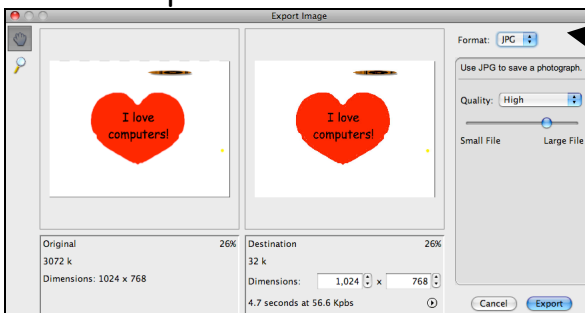 Export Image
Format: JPG
Use JPG to save a photograph.
Quality: High
Small File Large File
I love
computers!
I love
computers!
Original 26%
3072 k
Dimensions: 1024 x 768
Destination 26%
32 k
Dimensions: 1,024 x 768
4.7 seconds at 56.6 Kpbs
Cancel Export